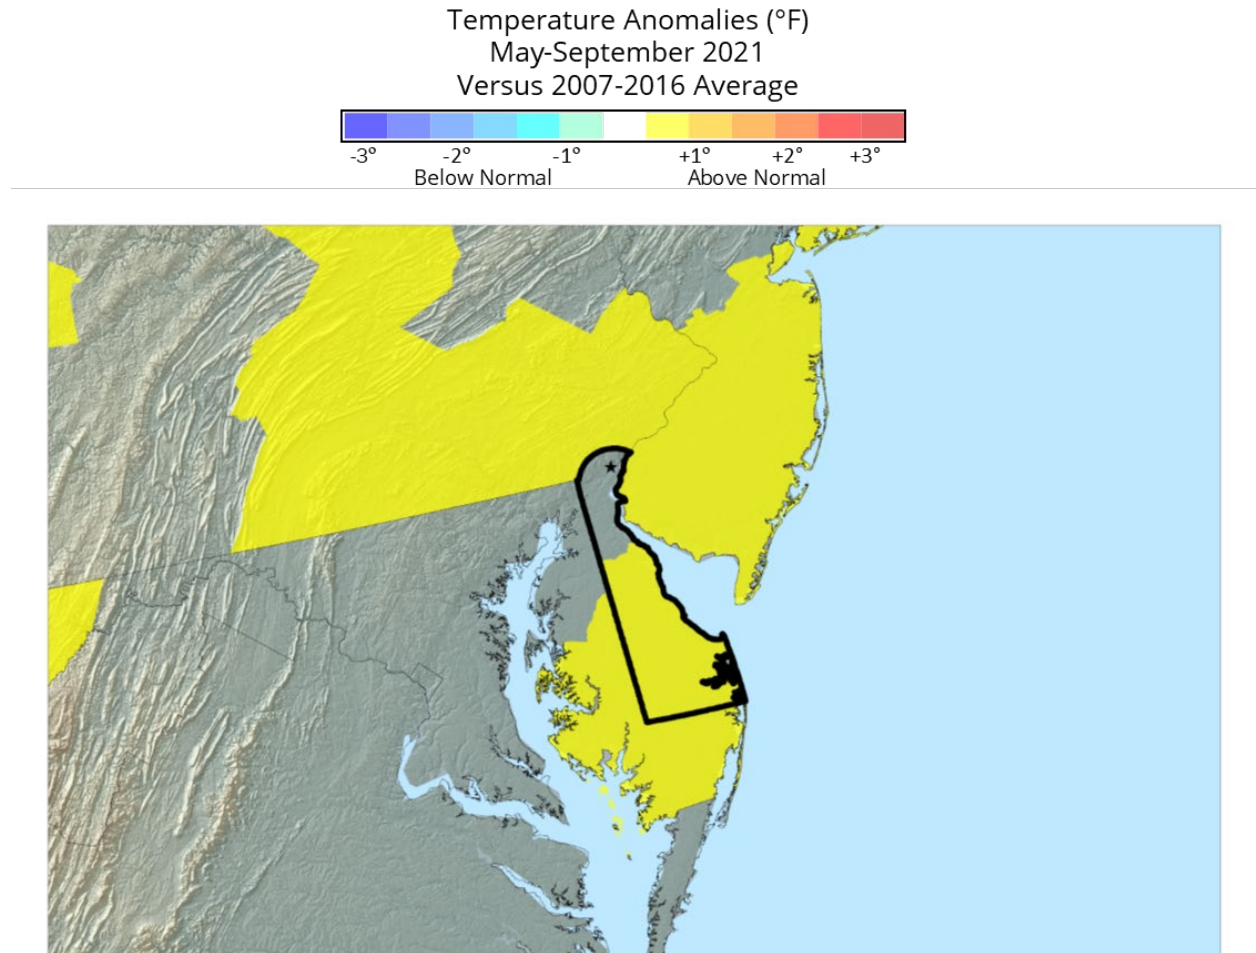 Temperature Anomalies (°F)
May-September 2021
Versus 2007-2016 Average
-3° -2° -1° +1° +2° +3°
Below Normal Above Normal